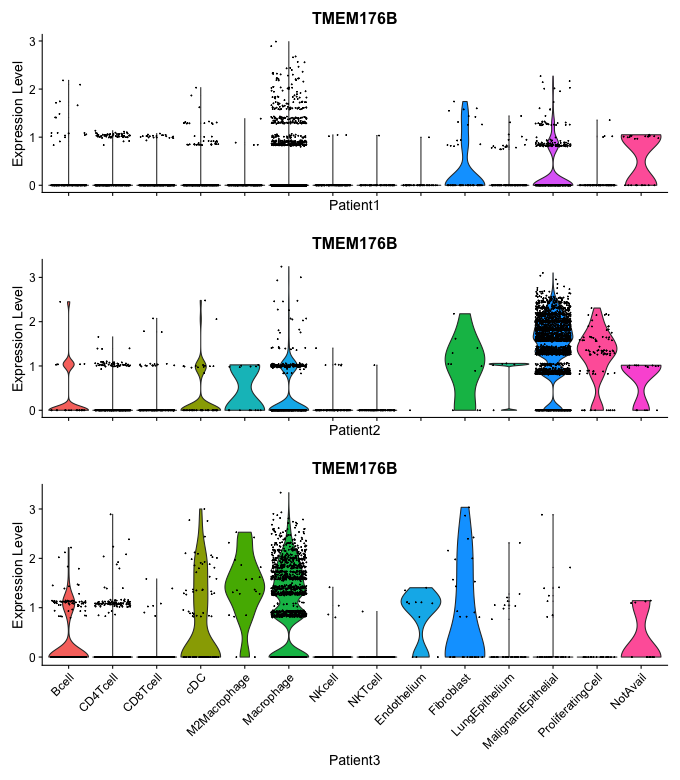 TMEM176B
Expression Level
3
2
1
0
Patient1
TMEM176B
Expression Level
3
2
1
0
Patient2
TMEM176B
Expression Level
3
2
1
0
Bcell
CD4Tcell
CD8Tcell
cDC
M2Macrophage
Macrophage
NKcell
NKTcell
Endothelium
Fibroblast
LungEpithelium
MalignantEpithelial
ProliferatingCell
NotAvail
Patient3